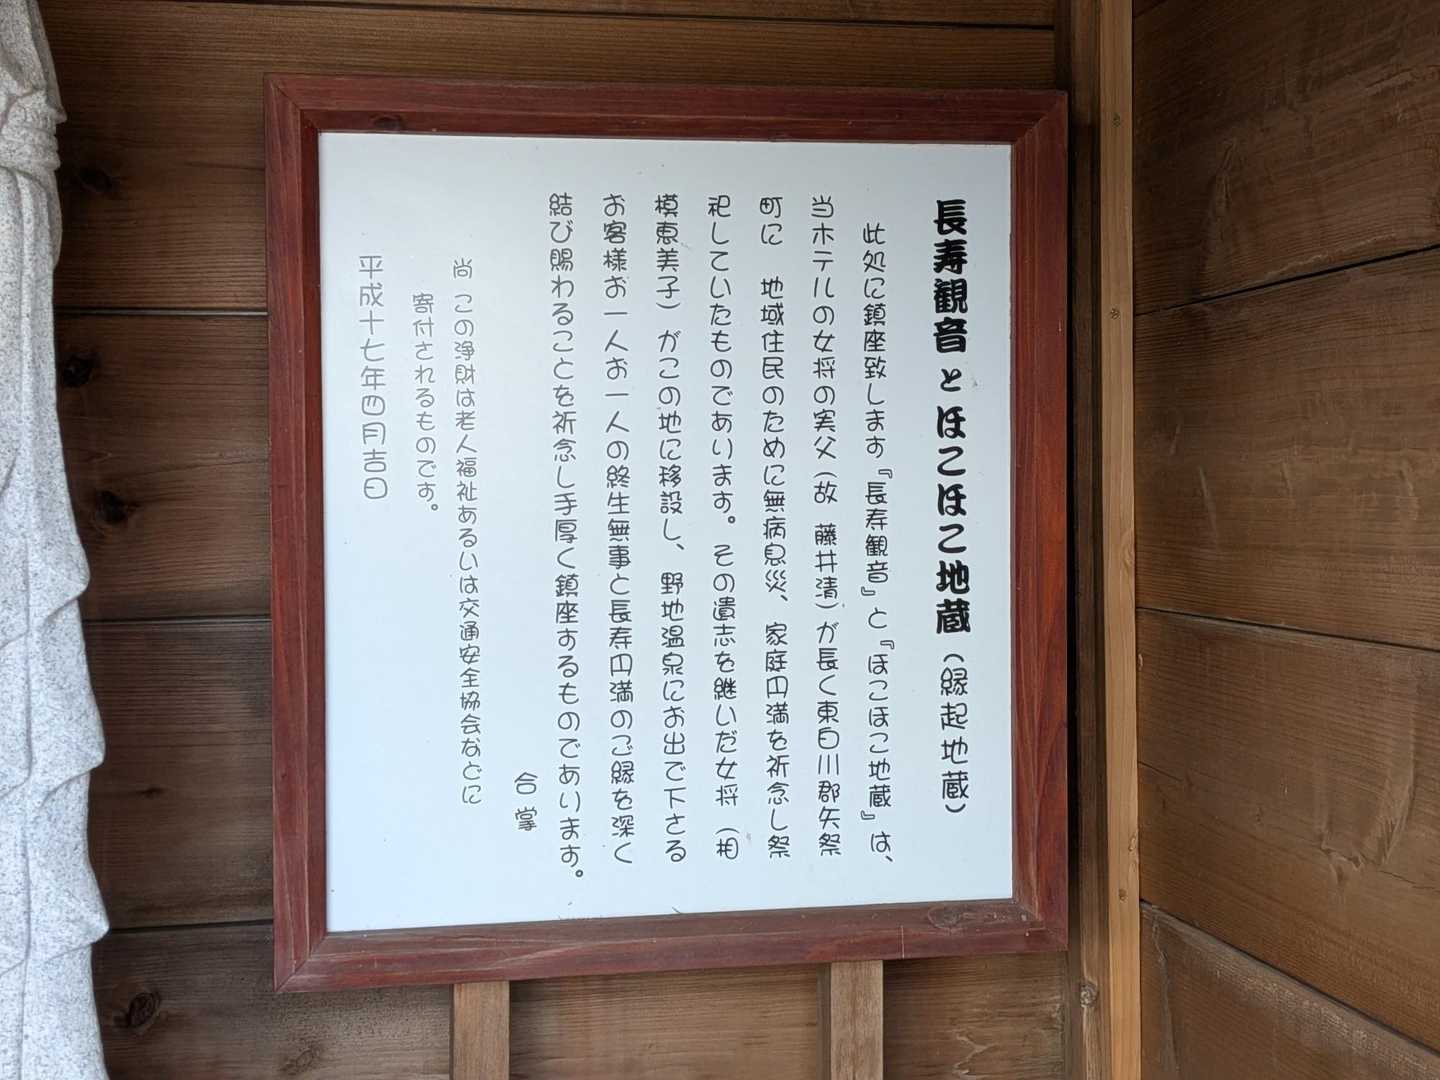 長寿観音とほこほこ地蔵（縁起地蔵）
此処に鎮座致します『長寿観音』と『ほこほこ地蔵』は、
当ホテルの女将の実父（故　藤井清）が長く東白川郡矢祭
町に　地域住民のために無病息災、家庭円満を祈念し祭
祀していたものであります。その遺志を継いだ女将（相
模恵美子）がこの地に移設し、野地温泉にお出で下さる
お客様お一人お一人の終生無事と長寿円満のご縁を深く
結び賜わることを祈念し手厚く鎮座するものであります。
合掌
尚　この浄財は老人福祉あるいは交通安全協会などに
寄付されるものです。
平成十七年四月吉日